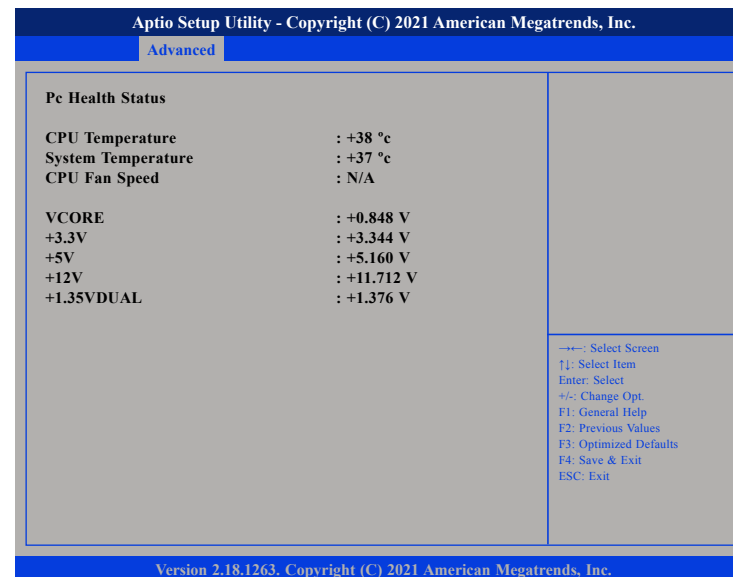 Aptio Setup Utility - Copyright (C) 2021 American Megatrends, Inc.
Advanced
Pc Health Status
CPU Temperature : +38 °c
System Temperature : +37 °c
CPU Fan Speed : N/A
VCORE : +0.848 V
+3.3V : +3.344 V
+5V : +5.160 V
+12V : +11.712 V
+1.35VDUAL : +1.376 V
→←: Select Screen
↑↓: Select Item
Enter: Select
+/-: Change Opt.
F1: General Help
F2: Previous Values
F3: Optimized Defaults
F4: Save & Exit
ESC: Exit
Version 2.18.1263. Copyright (C) 2021 American Megatrends, Inc.